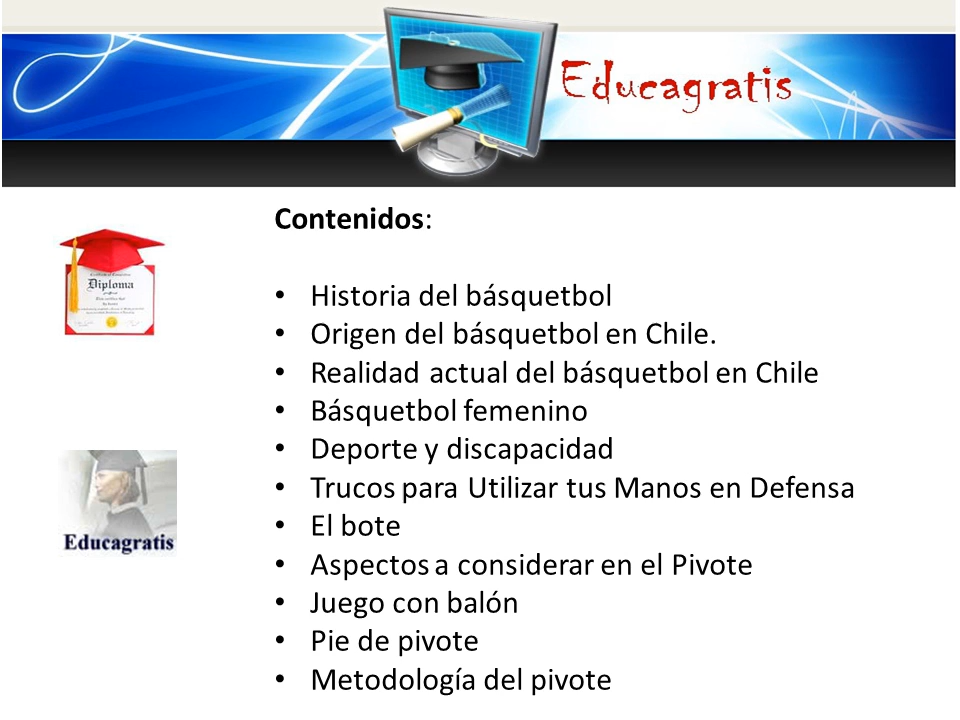 Educagratis
Contenidos:
• Historia del básquetbol
• Origen del básquetbol en Chile.
• Realidad actual del básquetbol en Chile
• Básquetbol femenino
• Deporte y discapacidad
• Trucos para Utilizar tus Manos en Defensa
• El bote
• Aspectos a considerar en el Pivote
• Juego con balón
• Pie de pivote
• Metodología del pivote
Diploma
Educagratis